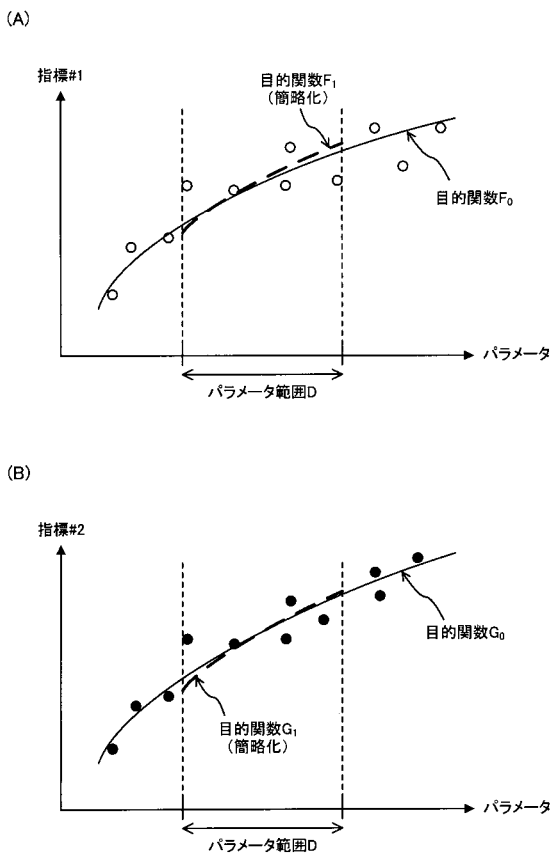 (A)
指標#1
目的関数F₁
(簡略化)
目的関数F₀
パラメータ
パラメータ範囲D
(B)
指標#2
目的関数G₀
目的関数G₁
(簡略化)
パラメータ
パラメータ範囲D